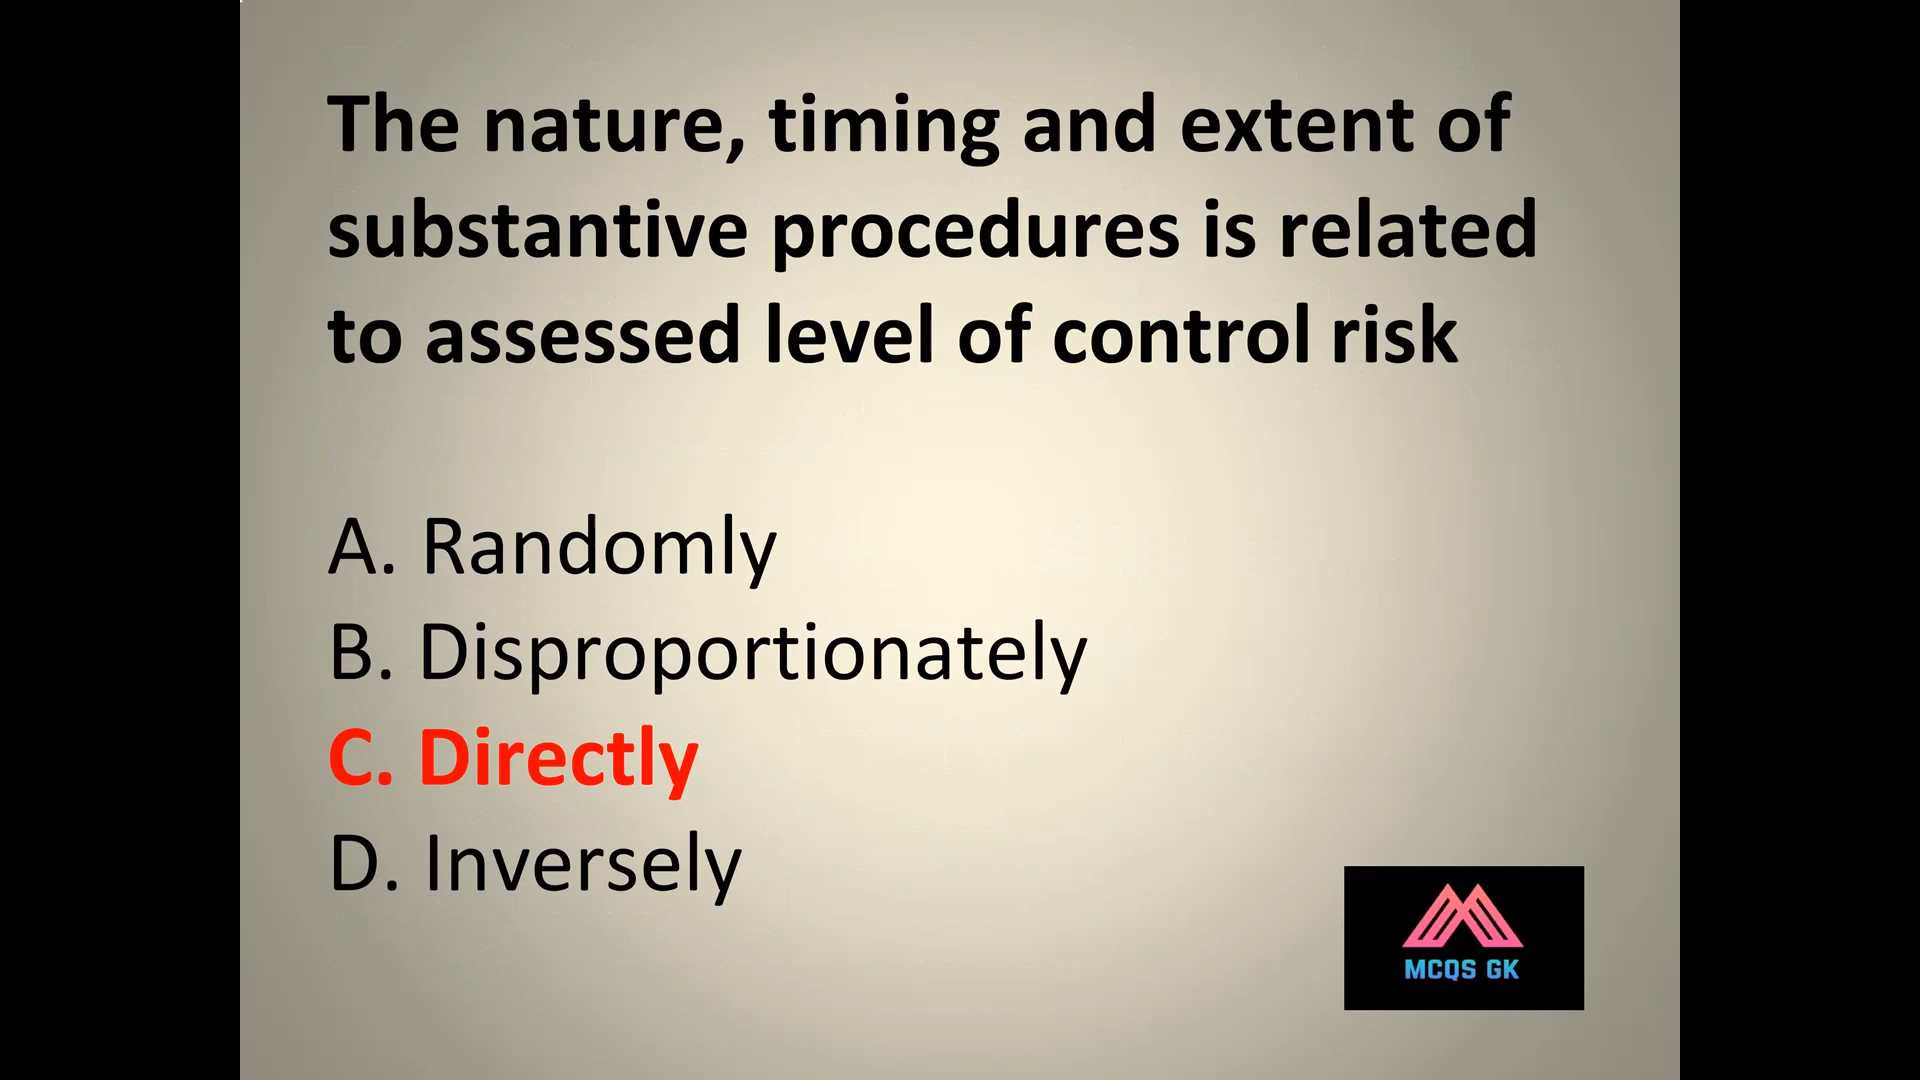 The nature, timing and extent of
substantive procedures is related
to assessed level of control risk
A. Randomly
B. Disproportionately
C. Directly
D. Inversely
MCQS GK